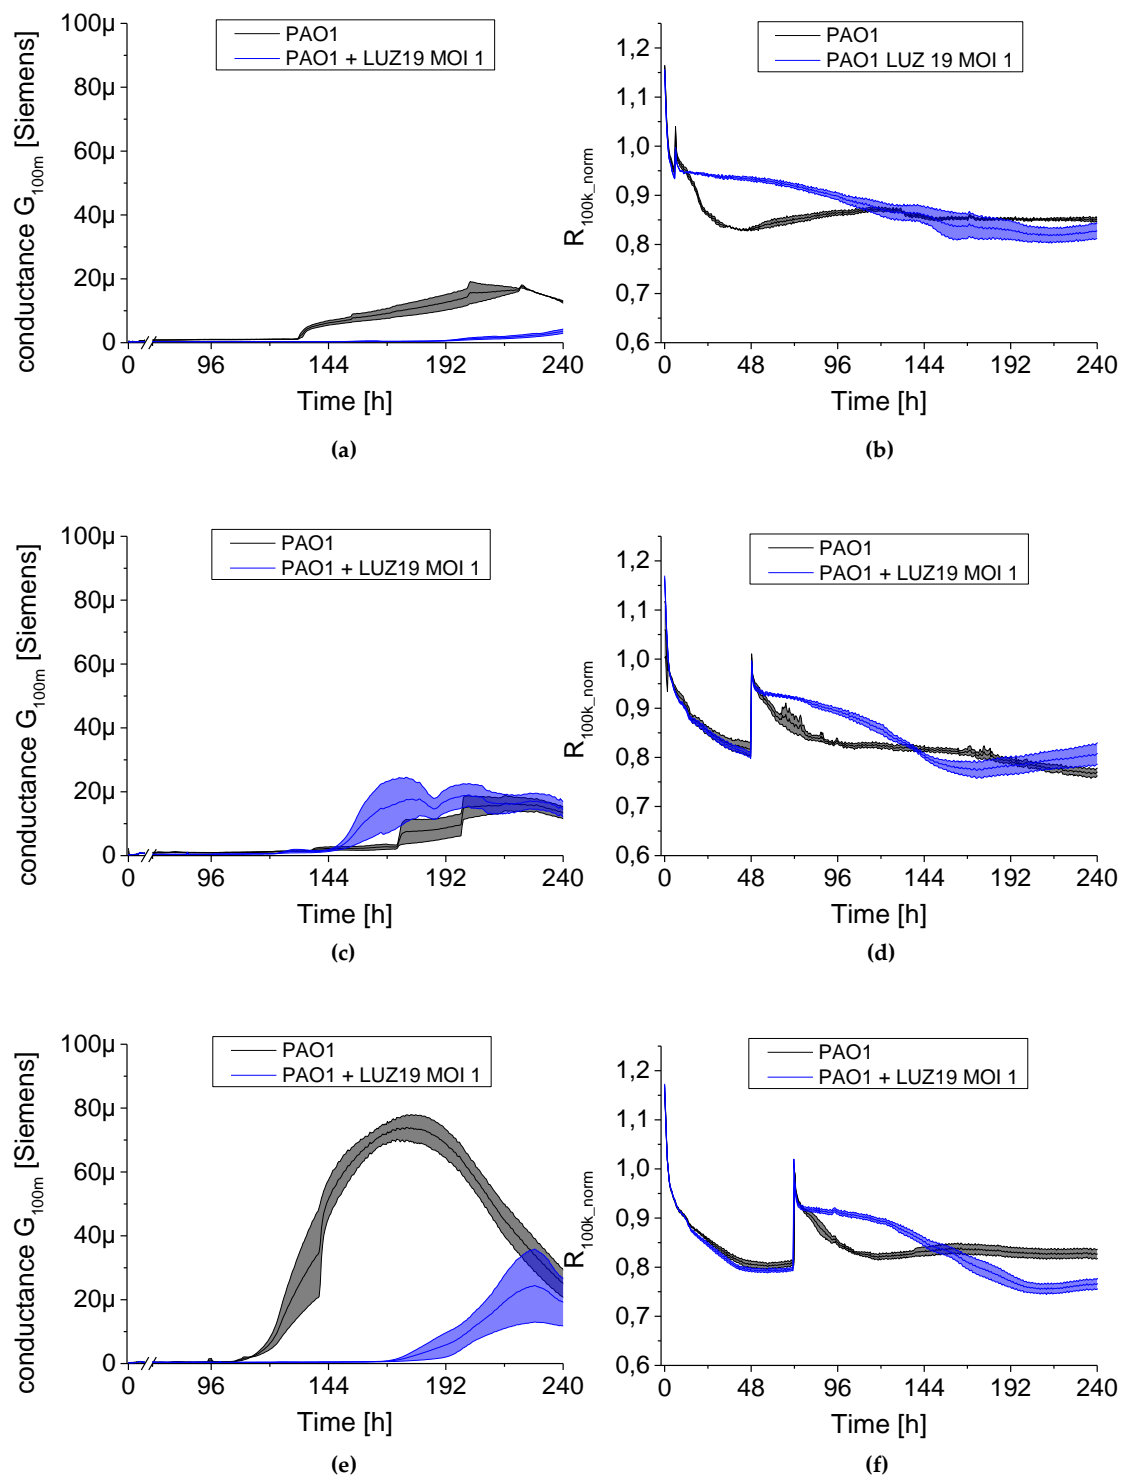 PAO1
PAO1 + LUZ19 MOI 1
100µ
80µ
60µ
40µ
20µ
0
conductance G100m [Siemens]
0 96 144 192 240
Time [h]
(a)
PAO1
PAO1 LUZ 19 MOI 1
1,2
1,1
1,0
0,9
0,8
0,7
0,6
R100k_norm
0 48 96 144 192 240
Time [h]
(b)
PAO1
PAO1 + LUZ19 MOI 1
100µ
80µ
60µ
40µ
20µ
0
conductance G100m [Siemens]
0 96 144 192 240
Time [h]
(c)
PAO1
PAO1 + LUZ19 MOI 1
1,2
1,1
1,0
0,9
0,8
0,7
0,6
R100k_norm
0 48 96 144 192 240
Time [h]
(d)
PAO1
PAO1 + LUZ19 MOI 1
100µ
80µ
60µ
40µ
20µ
0
conductance G100m [Siemens]
0 96 144 192 240
Time [h]
(e)
PAO1
PAO1 + LUZ19 MOI 1
1,2
1,1
1,0
0,9
0,8
0,7
0,6
R100k_norm
0 48 96 144 192 240
Time [h]
(f)